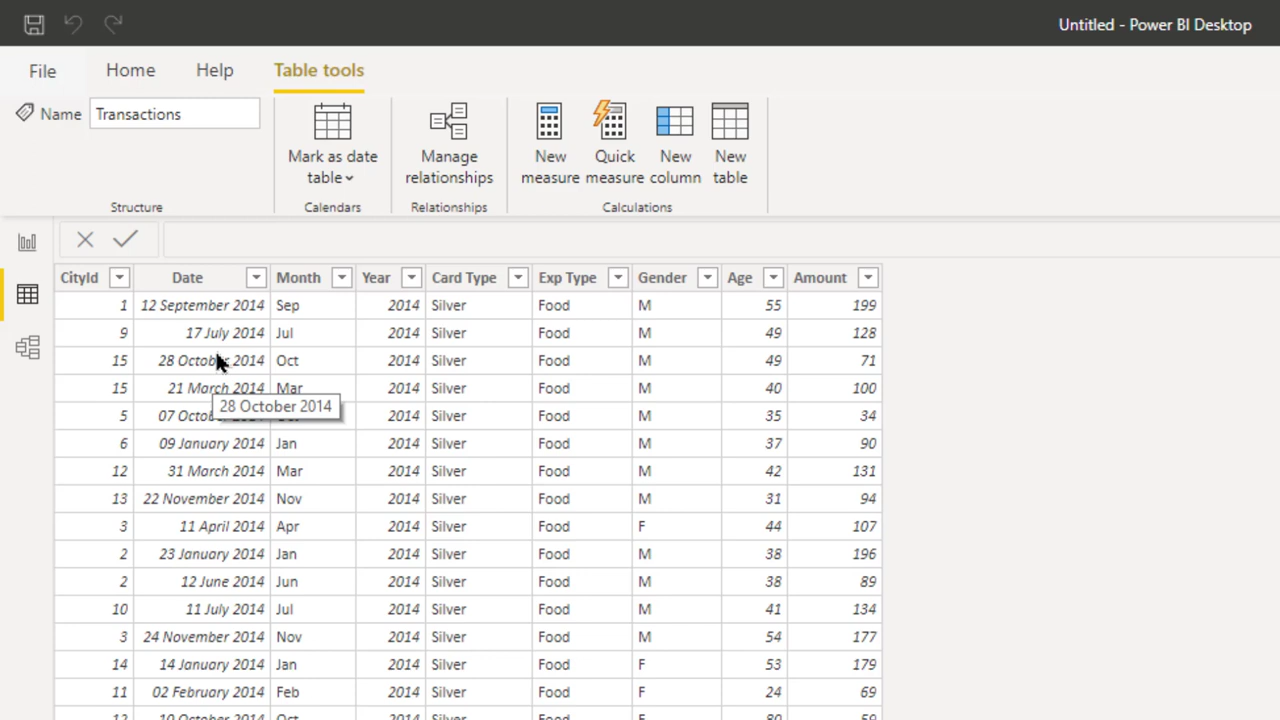 Untitled - Power BI Desktop
File Home Help Table tools
Name Transactions
Mark as date table
Manage relationships
New measure
Quick measure
New column
New table
Structure Calendars Relationships Calculations
CityId Date Month Year Card Type Exp Type Gender Age Amount
1 12 September 2014 Sep 2014 Silver Food M 55 199
9 17 July 2014 Jul 2014 Silver Food M 49 128
15 28 October 2014 Oct 2014 Silver Food M 49 71
15 21 March 2014 Mar 2014 Silver Food M 40 100
28 October 2014
5 07 2014 Silver Food M 35 34
6 09 January 2014 Jan 2014 Silver Food M 37 90
12 31 March 2014 Mar 2014 Silver Food M 42 131
13 22 November 2014 Nov 2014 Silver Food M 31 94
3 11 April 2014 Apr 2014 Silver Food F 44 107
2 23 January 2014 Jan 2014 Silver Food M 38 196
2 12 June 2014 Jun 2014 Silver Food M 38 89
10 11 July 2014 Jul 2014 Silver Food M 41 134
3 24 November 2014 Nov 2014 Silver Food M 54 177
14 14 January 2014 Jan 2014 Silver Food F 53 179
11 02 February 2014 Feb 2014 Silver Food F 24 69
10 October 2014 Oct 2014 Silver Food